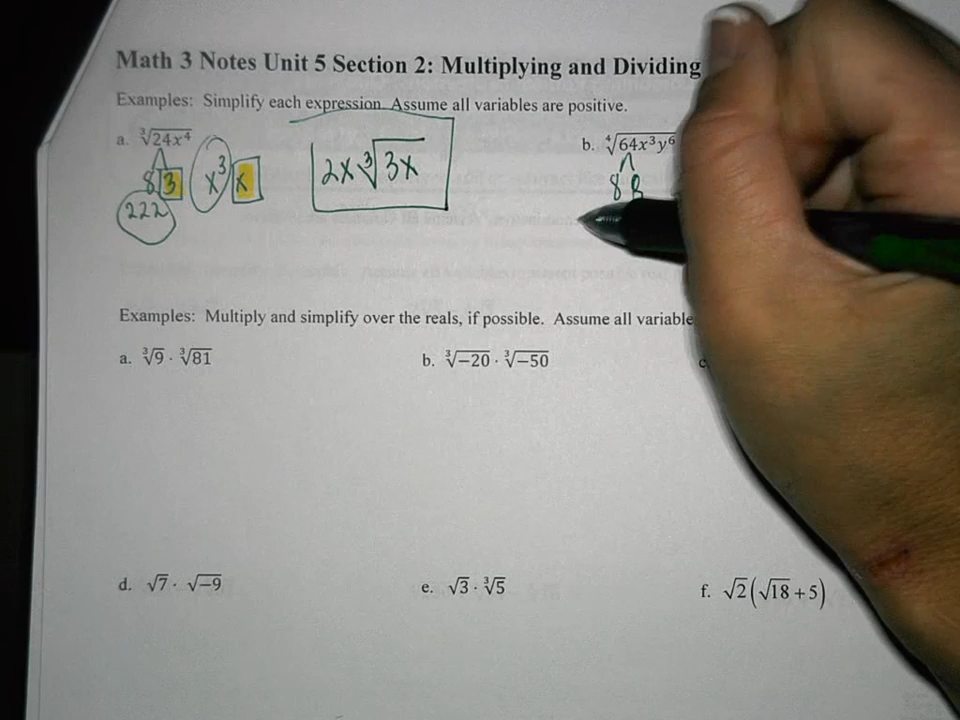 Math 3 Notes Unit 5 Section 2: Multiplying and Dividing
Examples: Simplify each expression. Assume all variables are positive.
a. ∛24x⁴
8 3 x³ x
222
2x ∛3x
b. ∜64x³y⁶
8 8
Examples: Multiply and simplify over the reals, if possible. Assume all variable
a. ∛9 · ∛81
b. ∛−20 · ∛−50
c
d. √7 · √−9
e. √3 · ∛5
f. √2(√18+5)